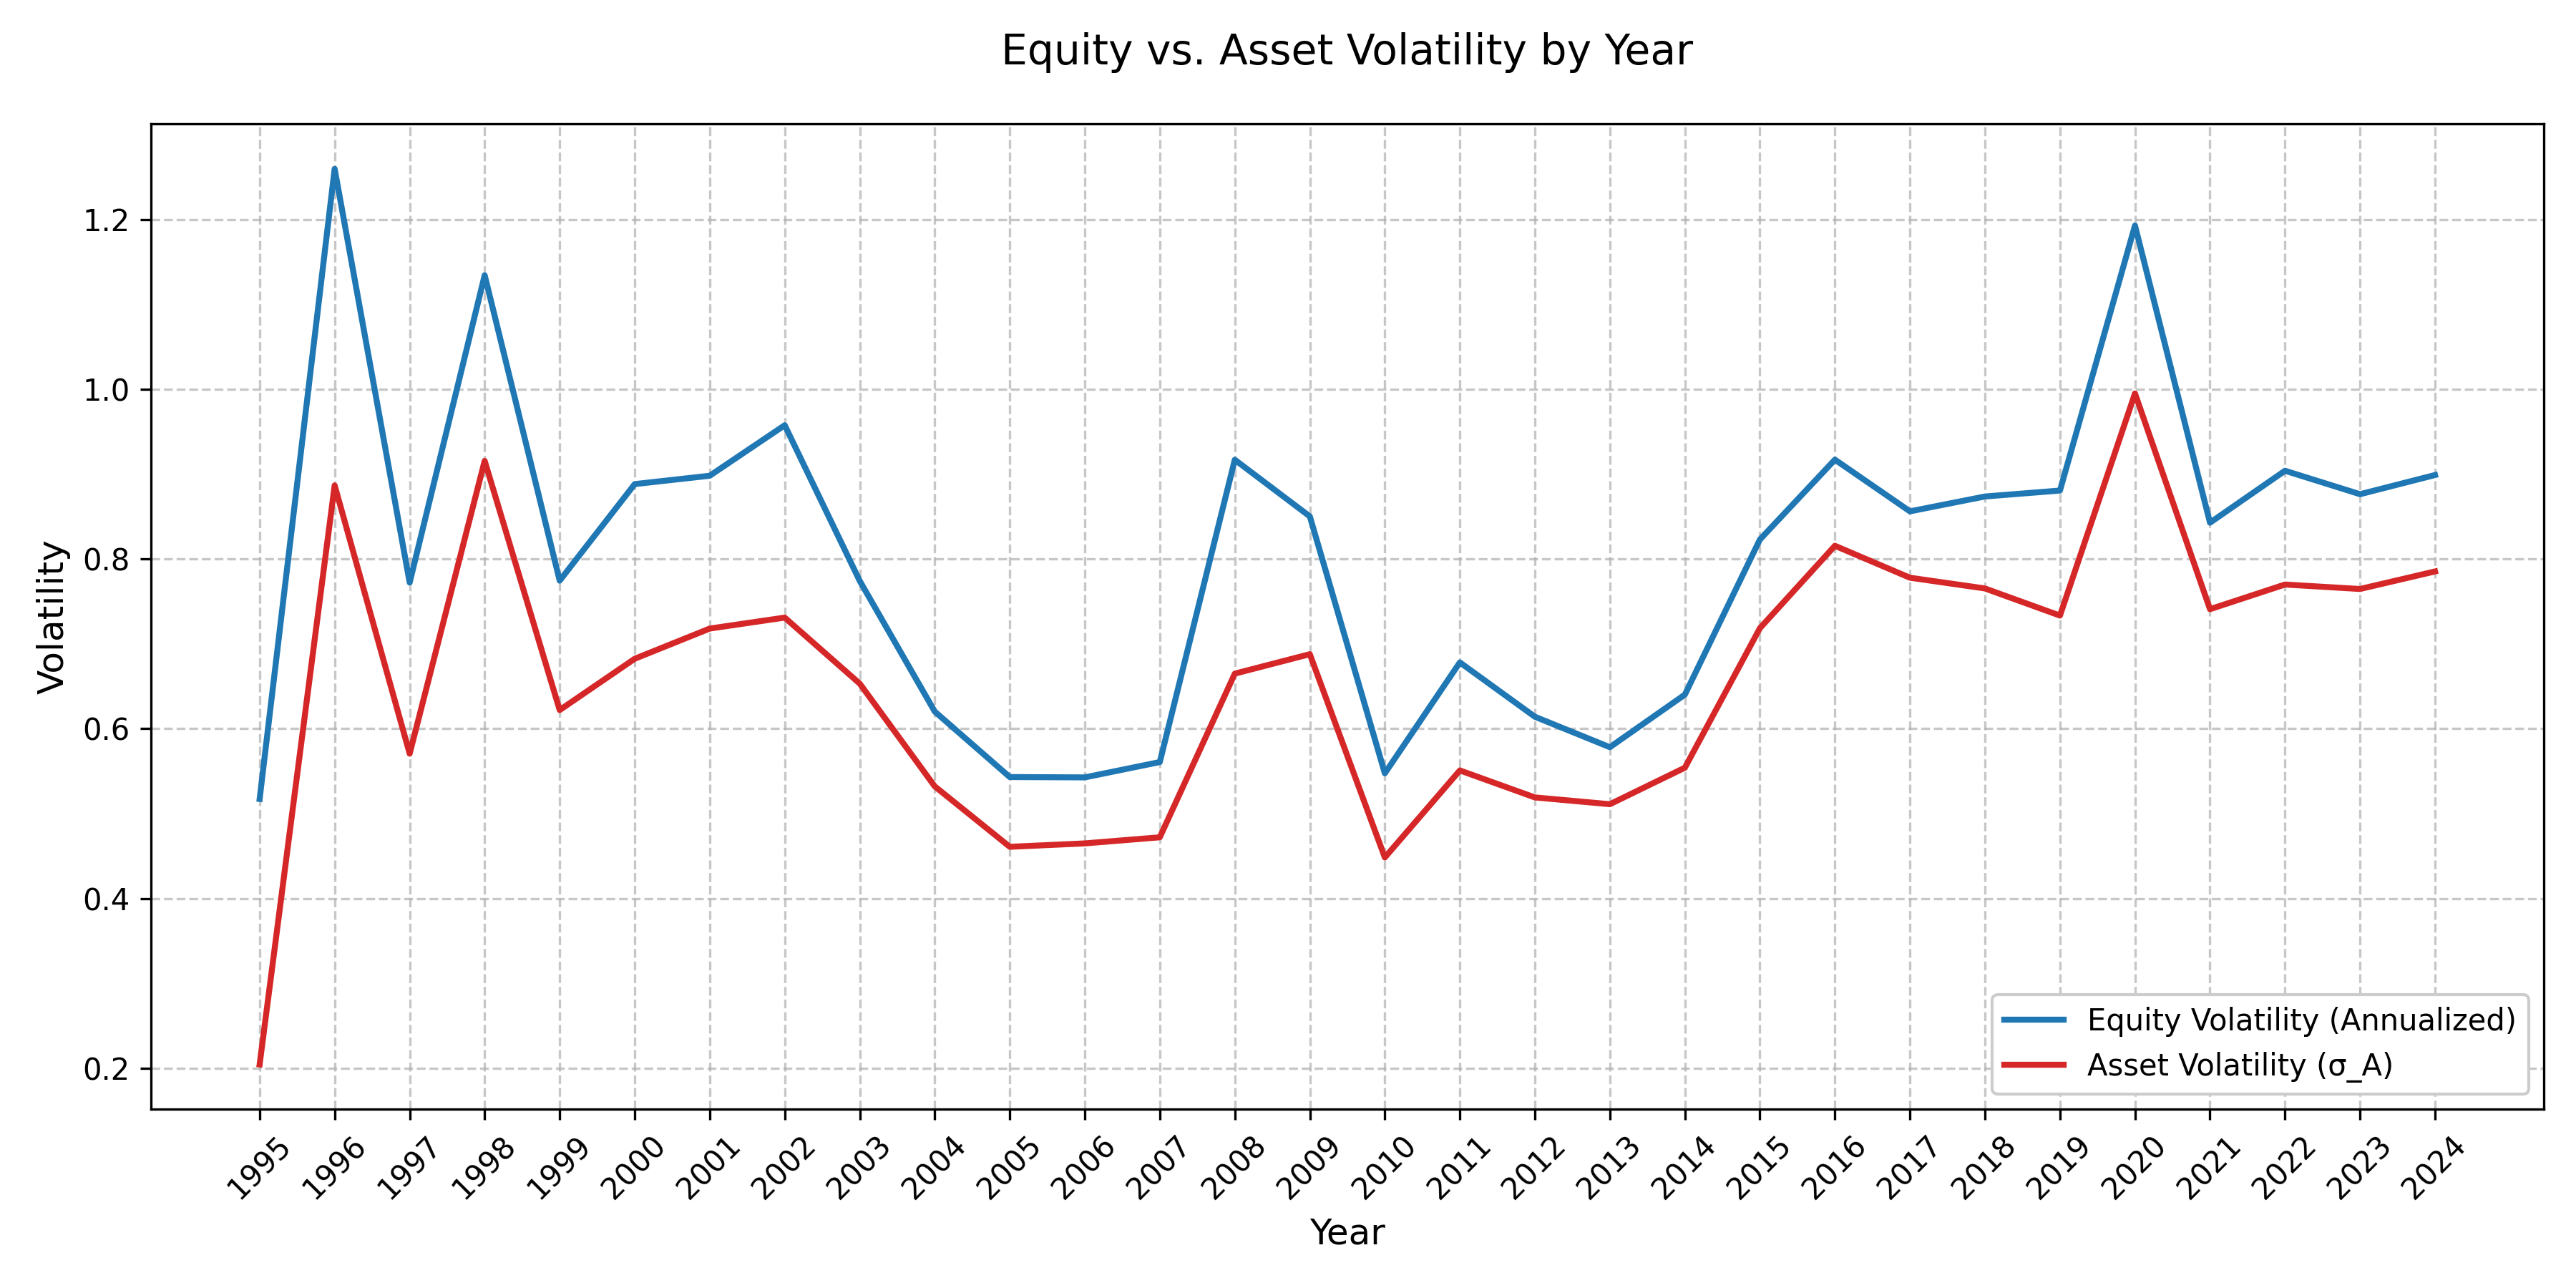 Equity vs. Asset Volatility by Year
Volatility
1.2
1.0
0.8
0.6
0.4
0.2
Equity Volatility (Annualized)
Asset Volatility (σ_A)
1995 1996 1997 1998 1999 2000 2001 2002 2003 2004 2005 2006 2007 2008 2009 2010 2011 2012 2013 2014 2015 2016 2017 2018 2019 2020 2021 2022 2023 2024
Year